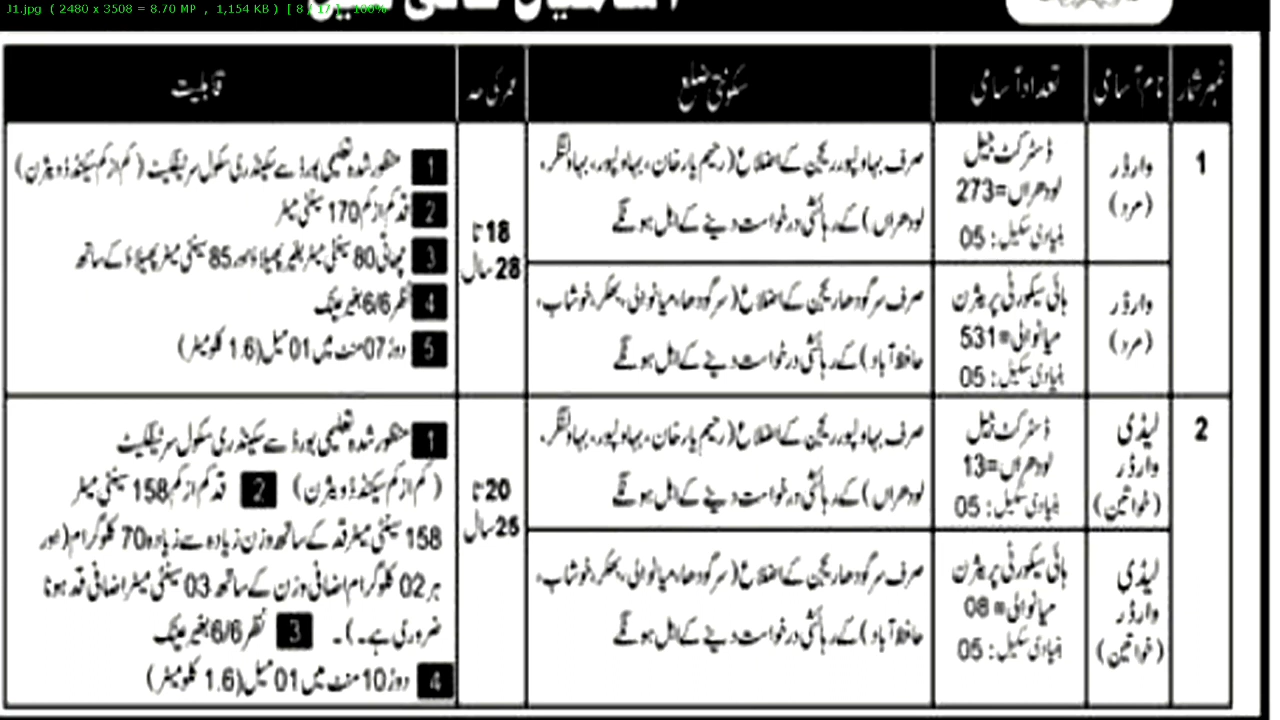 J1.jpg ( 2480 x 3508 = 8.70 MP , 1,154 KB ) [ 8 / 17 ] 100%
نمبر شمار
نام آسامی
تعداد آسامی
سکونتی ضلع
عمر کی حد
قابلیت
1
وارڈر
(مرد)
ڈسٹرکٹ جیل
لودھراں=273
بنیادی سکیل: 05
صرف بہاولپور ریجن کے اضلاع (رحیم یار خان، بہاولپور، بہاولنگر،
لودھراں) کے رہائشی درخواست دینے کے اہل ہونگے
18 تا
28 سال
1 منظور شدہ تعلیمی بورڈ سے سیکنڈری سکول سرٹیفکیٹ (کم از کم سیکنڈ ڈویژن)
2 قد کم از کم 170 سینٹی میٹر
3 چھاتی 80 سینٹی میٹر بغیر پھیلاؤ اور 85 سینٹی میٹر پھیلاؤ کے ساتھ
4 نظر 6/6 بغیر عینک
5 دوڑ 07 منٹ میں 01 میل (1.6 کلومیٹر)
وارڈر
(مرد)
ہائی سیکورٹی پریژن
میانوالی=531
بنیادی سکیل: 05
صرف سرگودھا ریجن کے اضلاع (سرگودھا، میانوالی، بھکر، خوشاب،
حافظ آباد) کے رہائشی درخواست دینے کے اہل ہونگے
2
لیڈی
وارڈر
(خواتین)
ڈسٹرکٹ جیل
لودھراں=13
بنیادی سکیل: 05
صرف بہاولپور ریجن کے اضلاع (رحیم یار خان، بہاولپور، بہاولنگر،
لودھراں) کے رہائشی درخواست دینے کے اہل ہونگے
20 تا
25 سال
1 منظور شدہ تعلیمی بورڈ سے سیکنڈری سکول سرٹیفکیٹ
(کم از کم سیکنڈ ڈویژن) 2 قد کم از کم 158 سینٹی میٹر
158 سینٹی میٹر قد کے ساتھ وزن زیادہ سے زیادہ 70 کلوگرام (اور
ہر 02 کلوگرام اضافی وزن کے ساتھ 03 سینٹی میٹر اضافی قد ہونا
ضروری ہے۔)۔ 3 نظر 6/6 بغیر عینک
4 دوڑ 10 منٹ میں 01 میل (1.6 کلومیٹر)
لیڈی
وارڈر
(خواتین)
ہائی سیکورٹی پریژن
میانوالی=08
بنیادی سکیل: 05
صرف سرگودھا ریجن کے اضلاع (سرگودھا، میانوالی، بھکر، خوشاب،
حافظ آباد) کے رہائشی درخواست دینے کے اہل ہونگے